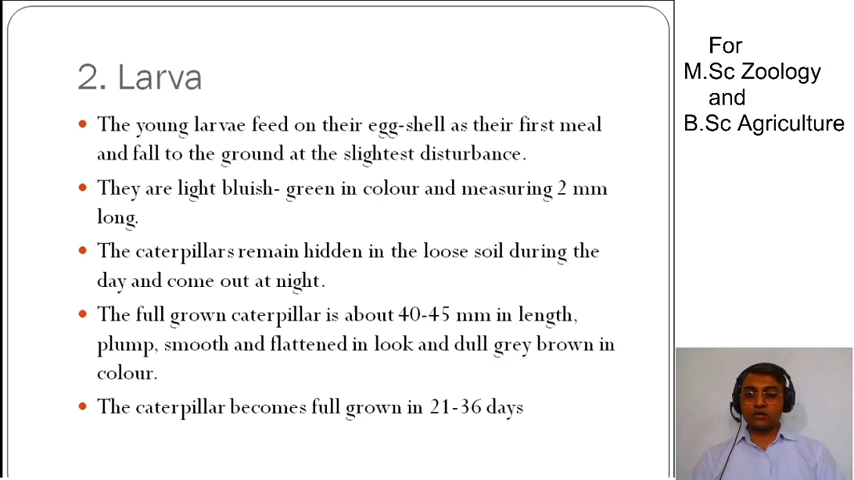 2. Larva
The young larvae feed on their egg-shell as their first meal
and fall to the ground at the slightest disturbance.
They are light bluish- green in colour and measuring 2 mm
long.
The caterpillars remain hidden in the loose soil during the
day and come out at night.
The full grown caterpillar is about 40-45 mm in length,
plump, smooth and flattened in look and dull grey brown in
colour.
The caterpillar becomes full grown in 21-36 days
For
M.Sc Zoology
and
B.Sc Agriculture